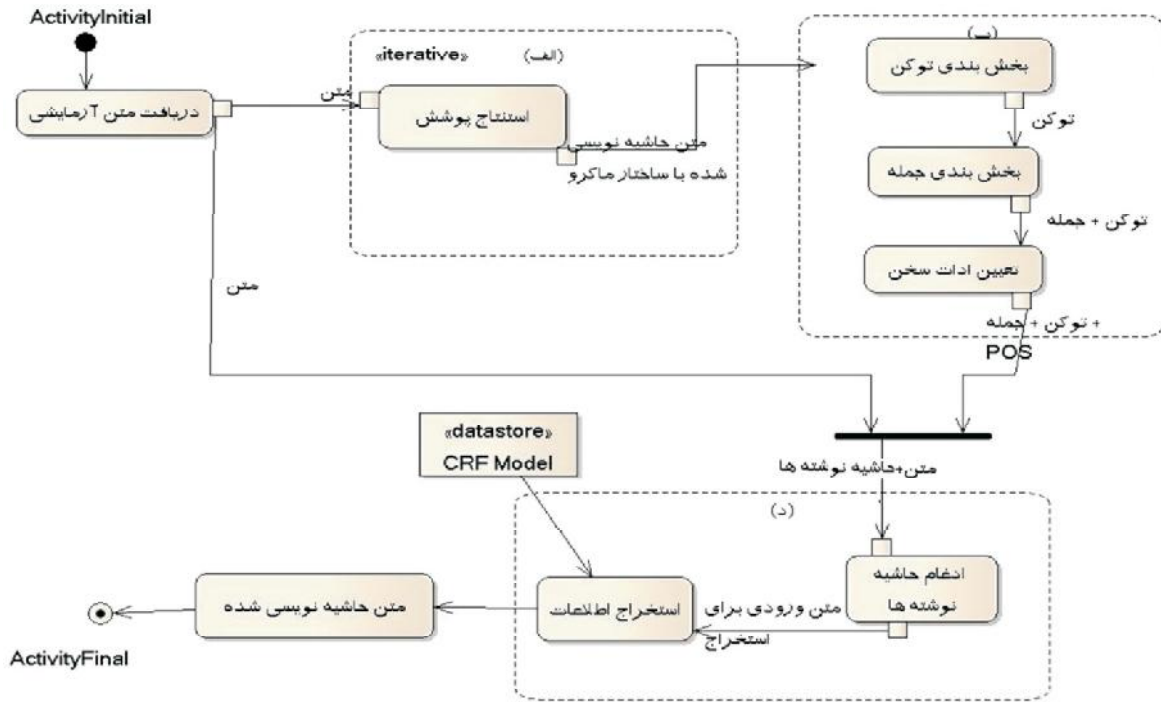 ActivityInitial
دریافت متن آزمایشی
متن
«iterative»
(الف)
استنتاج پوشش
متن حاشیه نویسی
شده با ساختار ماکرو
(ب)
بخش بندی توکن
توکن
بخش بندی جمله
توکن + جمله
تعیین ادات سخن
توکن + جمله +
POS
متن
متن+حاشیه نوشته ها
(د)
ادغام حاشیه
نوشته ها
متن ورودی برای
استخراج
«datastore»
CRF Model
استخراج اطلاعات
متن حاشیه نویسی شده
ActivityFinal